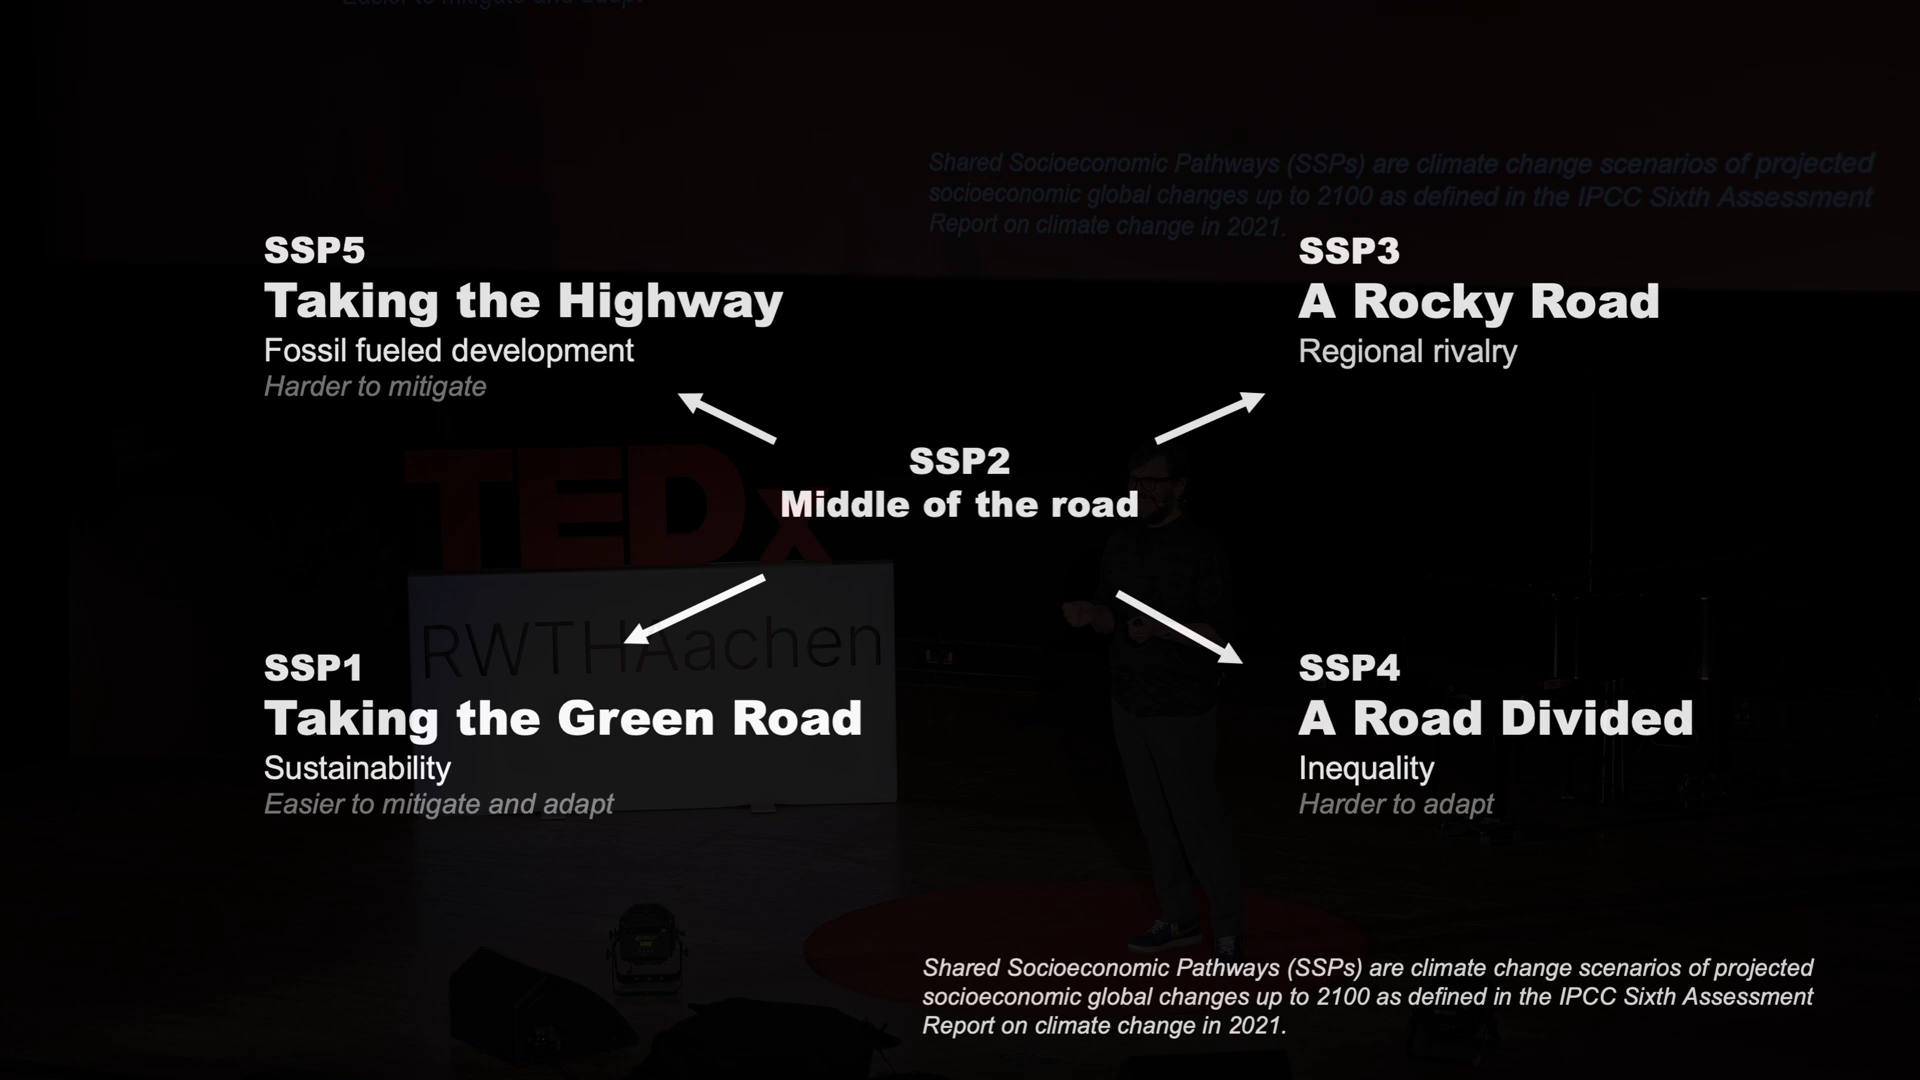 Easier to mitigate and adapt
Shared Socioeconomic Pathways (SSPs) are climate change scenarios of projected
socioeconomic global changes up to 2100 as defined in the IPCC Sixth Assessment
Report on climate change in 2021.
SSP5
Taking the Highway
Fossil fueled development
Harder to mitigate
SSP3
A Rocky Road
Regional rivalry
SSP2
Middle of the road
TEDx
RWTHAachen
SSP1
Taking the Green Road
Sustainability
Easier to mitigate and adapt
SSP4
A Road Divided
Inequality
Harder to adapt
Shared Socioeconomic Pathways (SSPs) are climate change scenarios of projected
socioeconomic global changes up to 2100 as defined in the IPCC Sixth Assessment
Report on climate change in 2021.